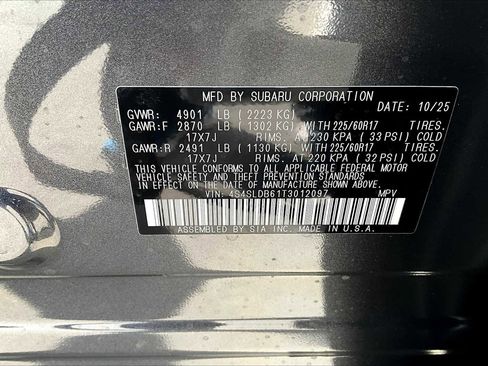 MFD BY SUBARU CORPORATION
DATE: 10/25
GVWR: 4901 LB ( 2223 KG)
GAWR:F 2870 LB ( 1302 KG) WITH 225/60R17 TIRES.
17X7J RIMS. AT 230 KPA ( 33 PSI) COLD
GAWR:R 2491 LB ( 1130 KG) WITH 225/60R17 TIRES.
17X7J RIMS. AT 220 KPA ( 32 PSI) COLD
THIS VEHICLE CONFORMS TO ALL APPLICABLE FEDERAL MOTOR
VEHICLE SAFETY AND THEFT PREVENTION STANDARDS
IN EFFECT ON THE DATE OF MANUFACTURE SHOWN ABOVE.
VIN: 4S4SLDB61T3012097 MPV
ASSEMBLED BY SIA INC. MADE IN U.S.A.